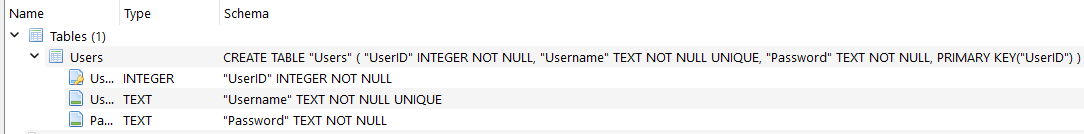 Name Type Schema
Tables (1)
Users CREATE TABLE "Users" ( "UserID" INTEGER NOT NULL, "Username" TEXT NOT NULL UNIQUE, "Password" TEXT NOT NULL, PRIMARY KEY("UserID") )
Us... INTEGER "UserID" INTEGER NOT NULL
Us... TEXT "Username" TEXT NOT NULL UNIQUE
Pa... TEXT "Password" TEXT NOT NULL